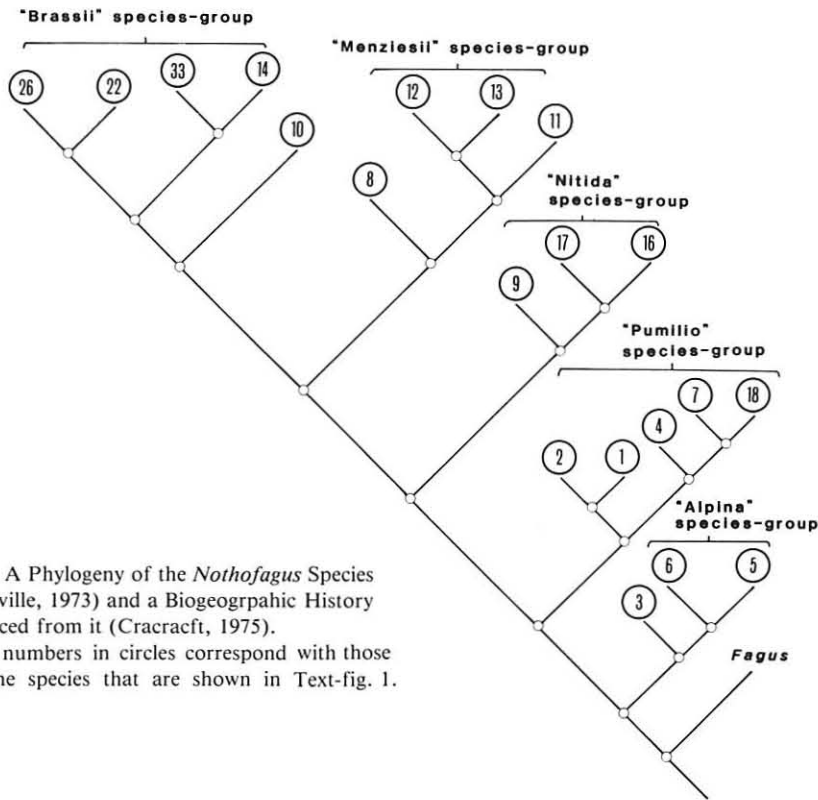 "Brassii" species-group
26
22
33
14
10
"Menziesii" species-group
12
13
11
8
"Nitida"
species-group
17
16
9
"Pumilio"
species-group
7
18
4
2
1
"Alpina"
species-group
6
5
3
Fagus
A Phylogeny of the Nothofagus Species
ville, 1973) and a Biogeogrpahic History
ced from it (Cracracft, 1975).
numbers in circles correspond with those
ne species that are shown in Text-fig. 1.